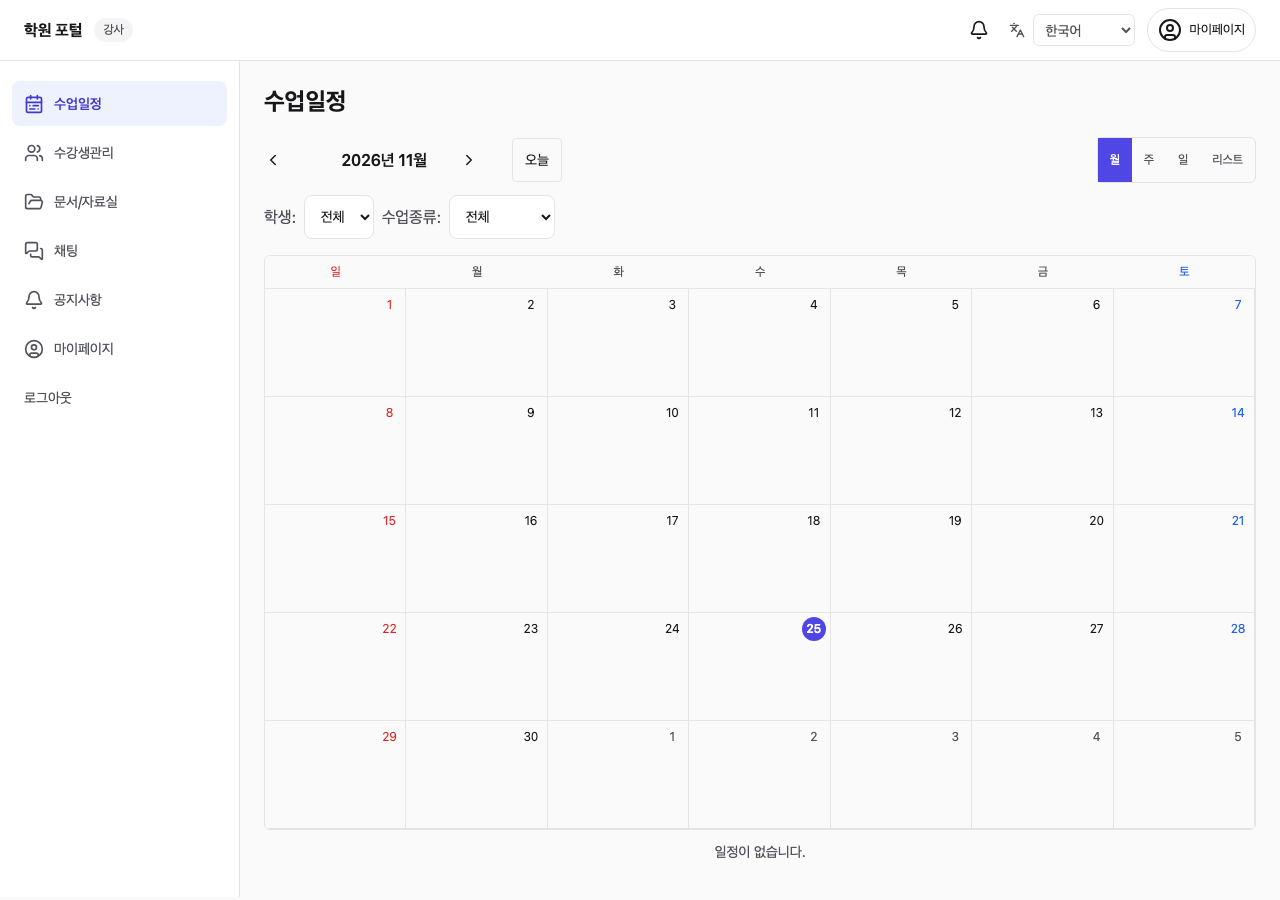 학원 포털 강사 한국어 마이페이지
수업일정
수강생관리
문서/자료실
채팅
공지사항
마이페이지
로그아웃
수업일정
2026년 11월 오늘 월 주 일 리스트
학생: 전체 수업종류: 전체
일 월 화 수 목 금 토
1 2 3 4 5 6 7
8 9 10 11 12 13 14
15 16 17 18 19 20 21
22 23 24 25 26 27 28
29 30 1 2 3 4 5
일정이 없습니다.